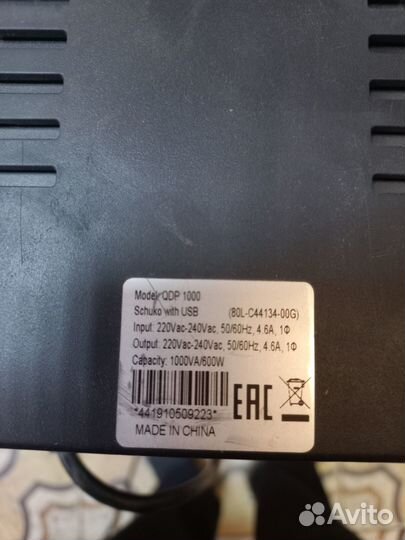 Model: QDP 1000
Schuko with USB (80L-C44134-00G)
Input: 220Vac-240Vac, 50/60Hz, 4.6A, 1Φ
Output: 220Vac-240Vac, 50/60Hz, 4.6A, 1Φ
Capacity: 1000VA/600W
*441910509223*
EAC
MADE IN CHINA
Avito